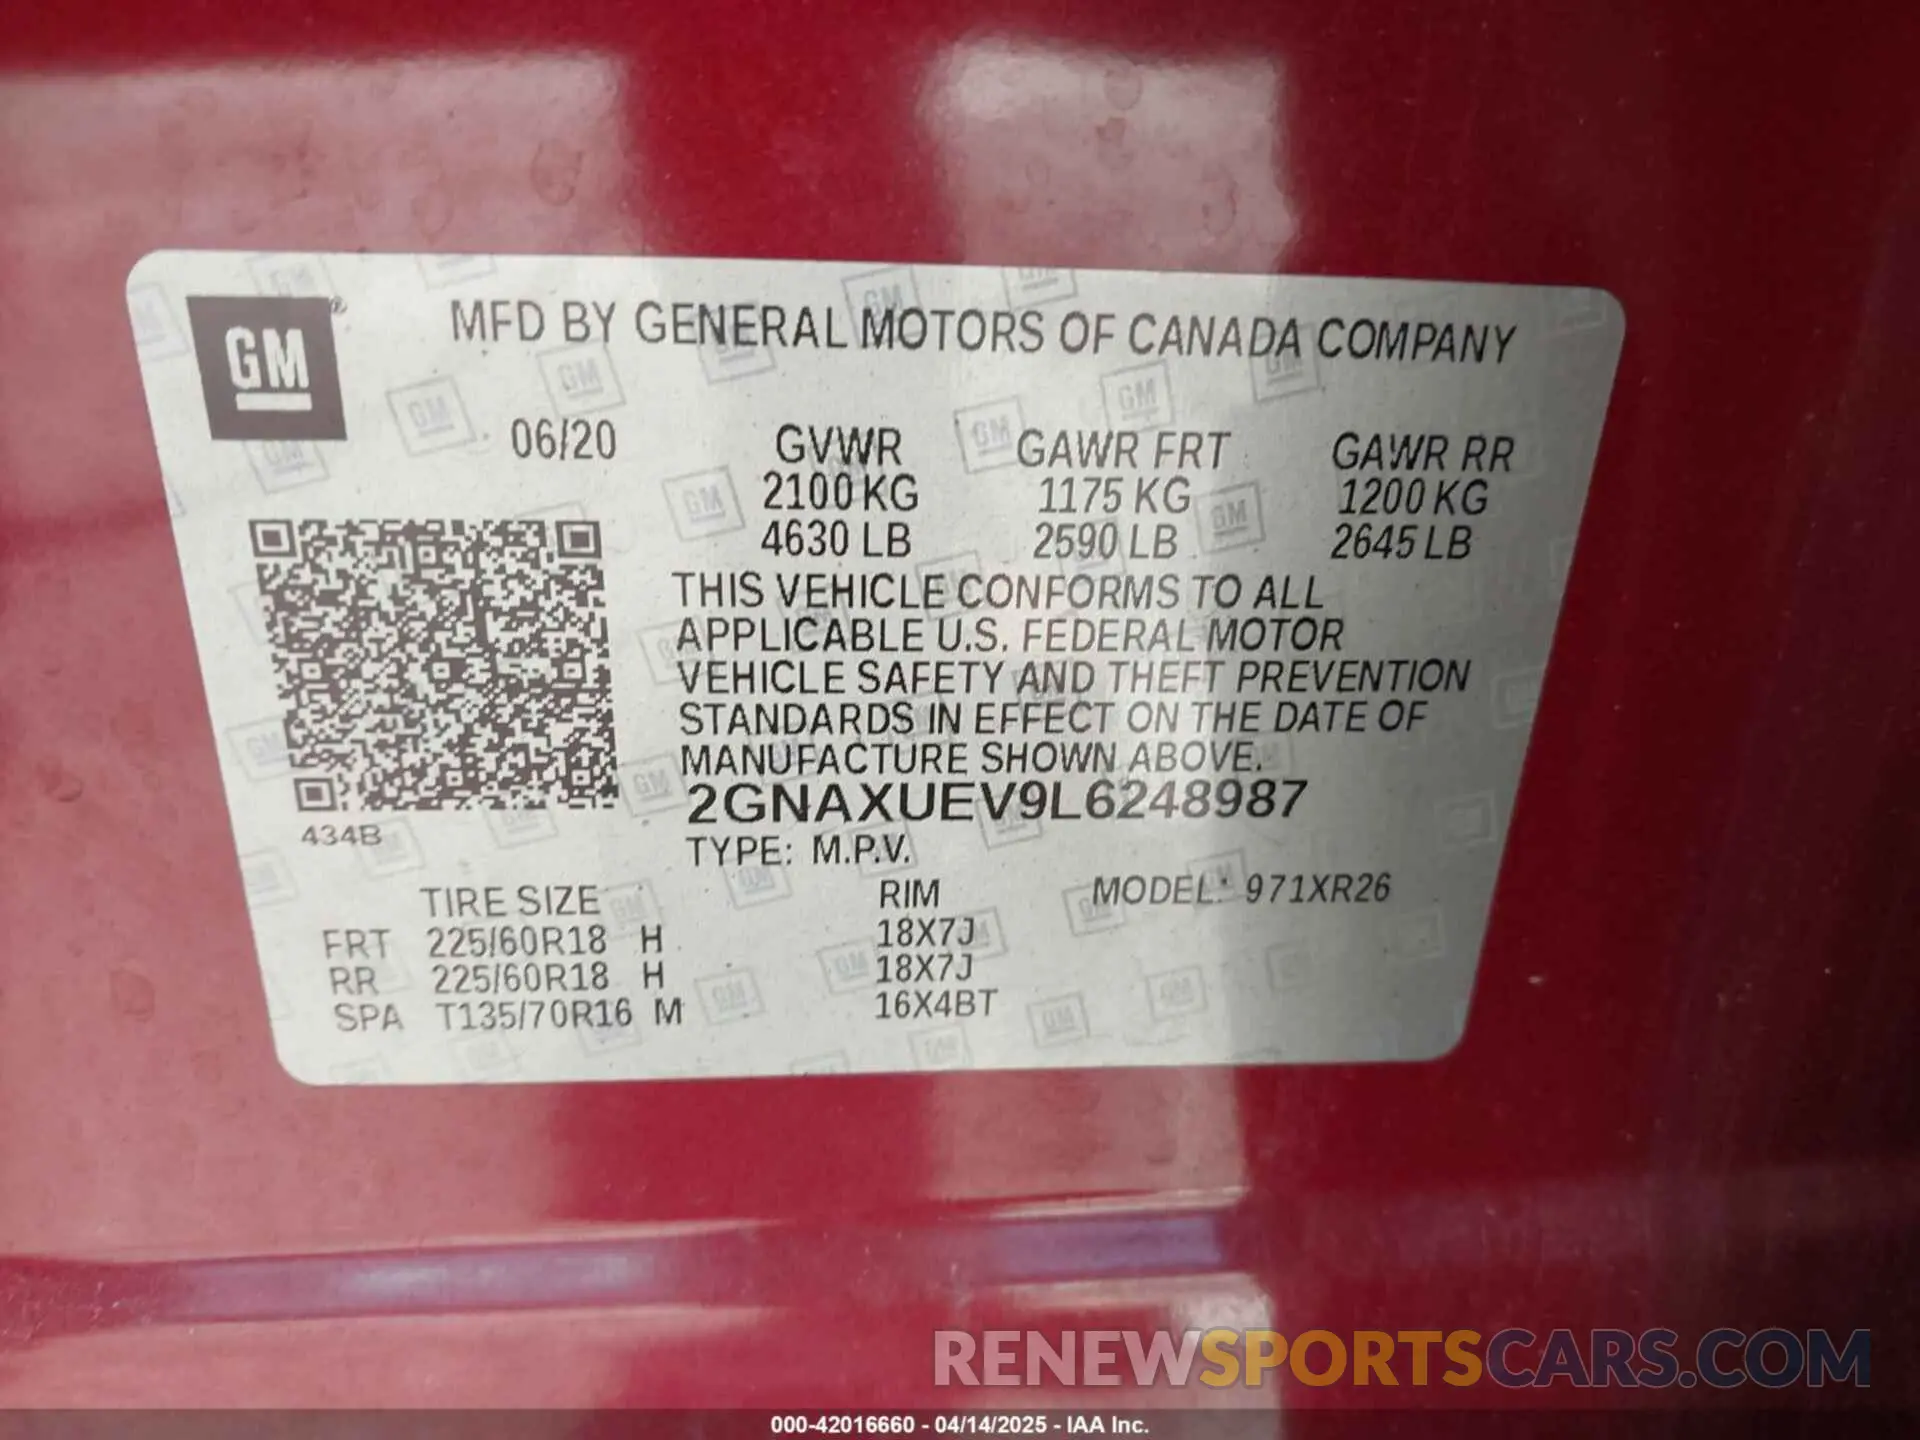 GM®
MFD BY GENERAL MOTORS OF CANADA COMPANY
06/20 GVWR GAWR FRT GAWR RR
2100 KG 1175 KG 1200 KG
4630 LB 2590 LB 2645 LB
THIS VEHICLE CONFORMS TO ALL
APPLICABLE U.S. FEDERAL MOTOR
VEHICLE SAFETY AND THEFT PREVENTION
STANDARDS IN EFFECT ON THE DATE OF
MANUFACTURE SHOWN ABOVE.
2GNAXUEV9L6248987
434B
TYPE: M.P.V.
TIRE SIZE RIM MODEL: 971XR26
FRT 225/60R18 H 18X7J
RR 225/60R18 H 18X7J
SPA T135/70R16 M 16X4BT
RENEWSPORTSCARS.COM
000-42016660 - 04/14/2025 - IAA Inc.